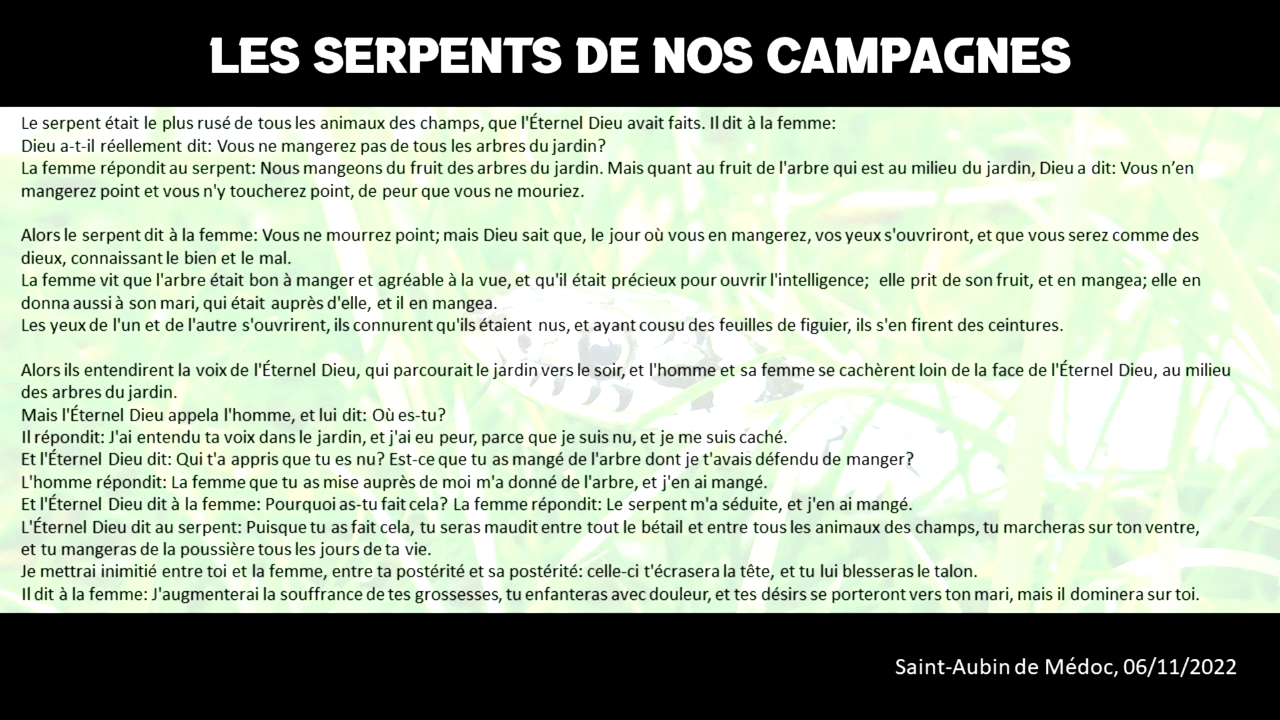 LES SERPENTS DE NOS CAMPAGNES
Le serpent était le plus rusé de tous les animaux des champs, que l'Éternel Dieu avait faits. Il dit à la femme:
Dieu a-t-il réellement dit: Vous ne mangerez pas de tous les arbres du jardin?
La femme répondit au serpent: Nous mangeons du fruit des arbres du jardin. Mais quant au fruit de l'arbre qui est au milieu du jardin, Dieu a dit: Vous n’en
mangerez point et vous n'y toucherez point, de peur que vous ne mouriez.
Alors le serpent dit à la femme: Vous ne mourrez point; mais Dieu sait que, le jour où vous en mangerez, vos yeux s'ouvriront, et que vous serez comme des
dieux, connaissant le bien et le mal.
La femme vit que l'arbre était bon à manger et agréable à la vue, et qu'il était précieux pour ouvrir l'intelligence; elle prit de son fruit, et en mangea; elle en
donna aussi à son mari, qui était auprès d'elle, et il en mangea.
Les yeux de l'un et de l'autre s'ouvrirent, ils connurent qu'ils étaient nus, et ayant cousu des feuilles de figuier, ils s'en firent des ceintures.
Alors ils entendirent la voix de l'Éternel Dieu, qui parcourait le jardin vers le soir, et l'homme et sa femme se cachèrent loin de la face de l'Éternel Dieu, au milieu
des arbres du jardin.
Mais l'Éternel Dieu appela l'homme, et lui dit: Où es-tu?
Il répondit: J'ai entendu ta voix dans le jardin, et j'ai eu peur, parce que je suis nu, et je me suis caché.
Et l'Éternel Dieu dit: Qui t'a appris que tu es nu? Est-ce que tu as mangé de l'arbre dont je t'avais défendu de manger?
L'homme répondit: La femme que tu as mise auprès de moi m'a donné de l'arbre, et j'en ai mangé.
Et l'Éternel Dieu dit à la femme: Pourquoi as-tu fait cela? La femme répondit: Le serpent m'a séduite, et j'en ai mangé.
L'Éternel Dieu dit au serpent: Puisque tu as fait cela, tu seras maudit entre tout le bétail et entre tous les animaux des champs, tu marcheras sur ton ventre,
et tu mangeras de la poussière tous les jours de ta vie.
Je mettrai inimitié entre toi et la femme, entre ta postérité et sa postérité: celle-ci t'écrasera la tête, et tu lui blesseras le talon.
Il dit à la femme: J'augmenterai la souffrance de tes grossesses, tu enfanteras avec douleur, et tes désirs se porteront vers ton mari, mais il dominera sur toi.
Saint-Aubin de Médoc, 06/11/2022